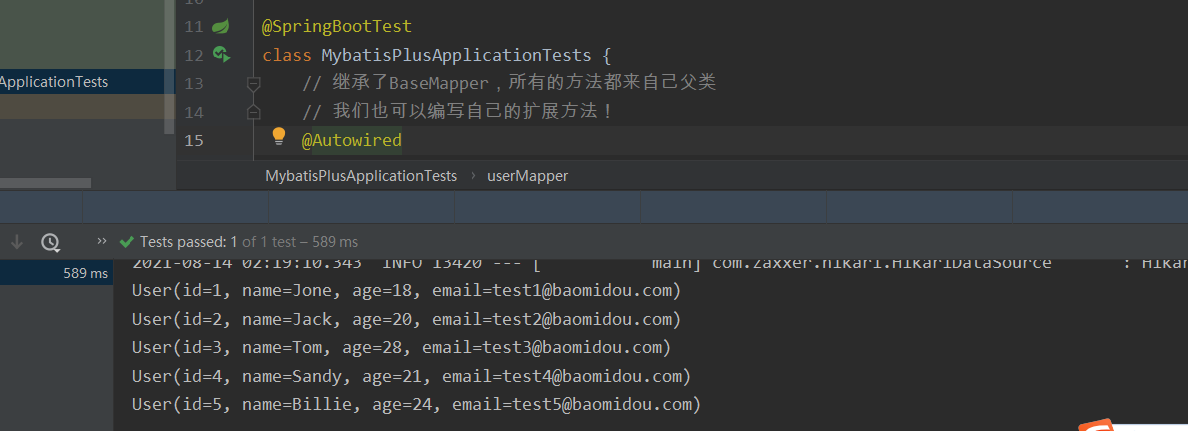 11 @SpringBootTest
12 class MybatisPlusApplicationTests {
ApplicationTests
13 // 继承了BaseMapper，所有的方法都来自己父类
14 // 我们也可以编写自己的扩展方法！
15 @Autowired
MybatisPlusApplicationTests › userMapper
» Tests passed: 1 of 1 test – 589 ms
589 ms
2021-08-14 02:19:10.343 INFO 13420 --- [ main] com.zaxxer.hikari.HikariDataSource : Hikar
User(id=1, name=Jone, age=18, email=test1@baomidou.com)
User(id=2, name=Jack, age=20, email=test2@baomidou.com)
User(id=3, name=Tom, age=28, email=test3@baomidou.com)
User(id=4, name=Sandy, age=21, email=test4@baomidou.com)
User(id=5, name=Billie, age=24, email=test5@baomidou.com)